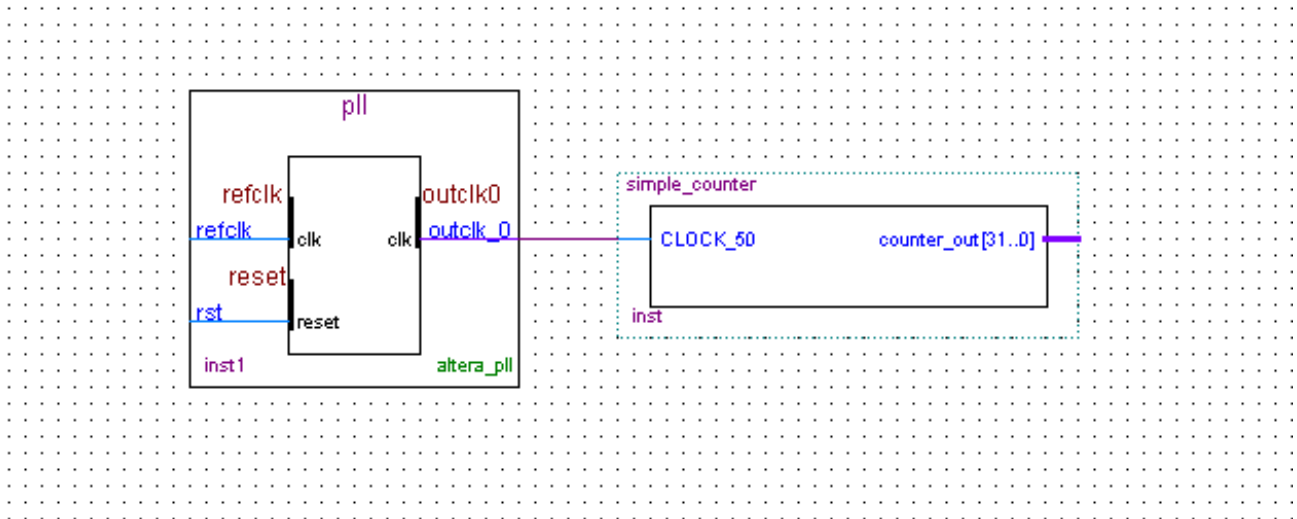 pll
refclk
outclk0
refclk
clk
clk
outclk_0
reset
rst
reset
inst1
altera_pll
simple_counter
CLOCK_50
counter_out[31..0]
inst